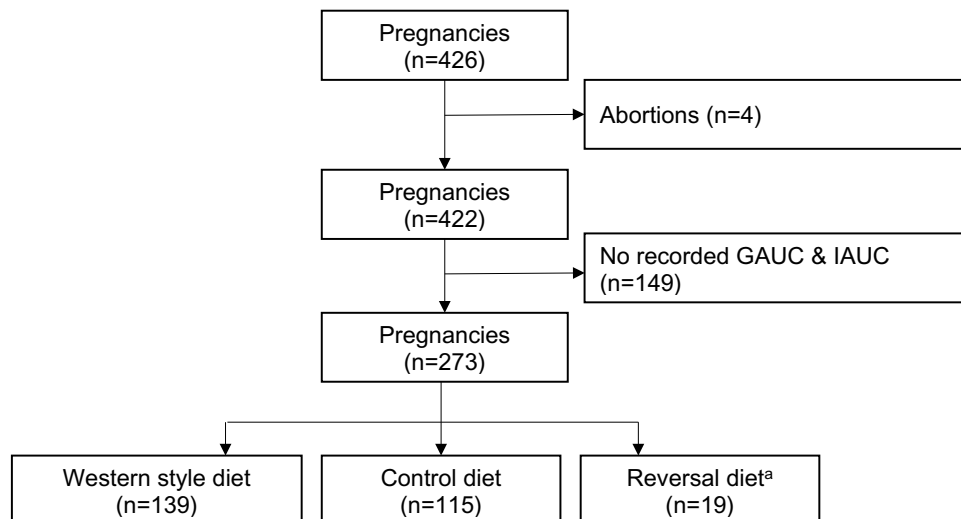 Pregnancies
(n=426)
Abortions (n=4)
Pregnancies
(n=422)
No recorded GAUC & IAUC
(n=149)
Pregnancies
(n=273)
Western style diet
(n=139)
Control diet
(n=115)
Reversal dietᵃ
(n=19)